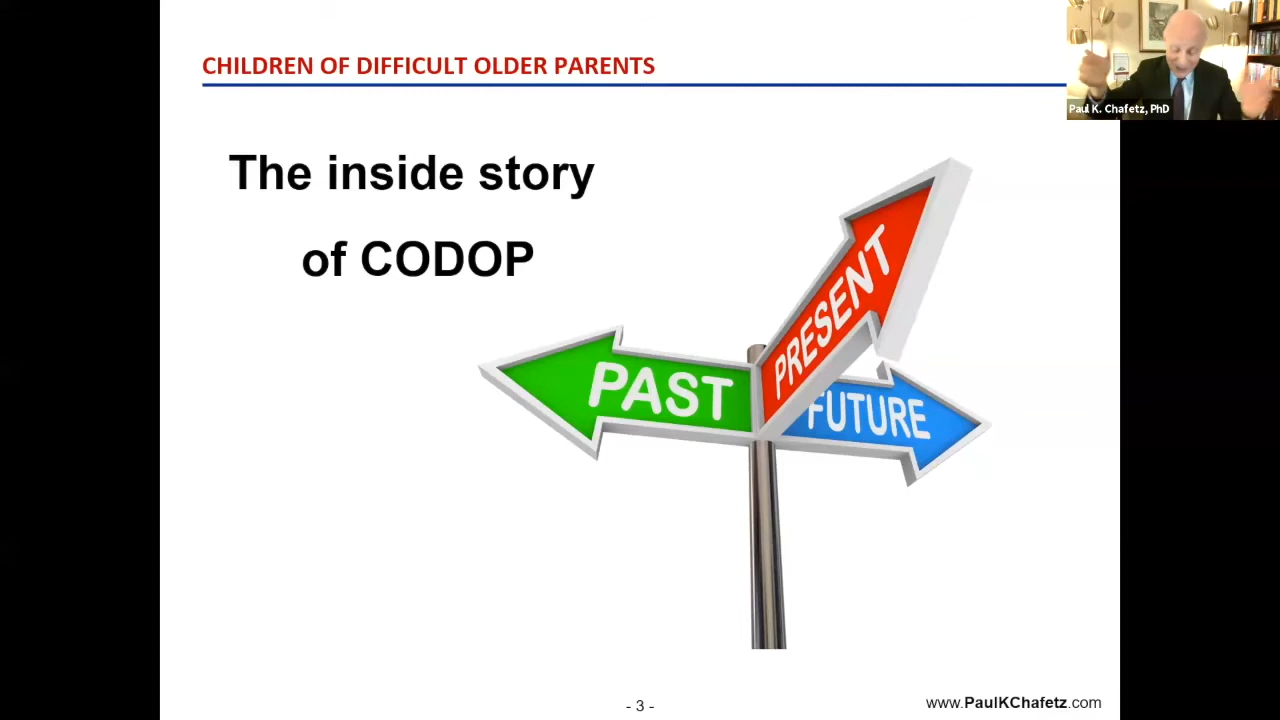 CHILDREN OF DIFFICULT OLDER PARENTS
Paul K. Chafetz, PhD
The inside story
of CODOP
PRESENT
PAST
FUTURE
- 3 -
www.PaulKChafetz.com